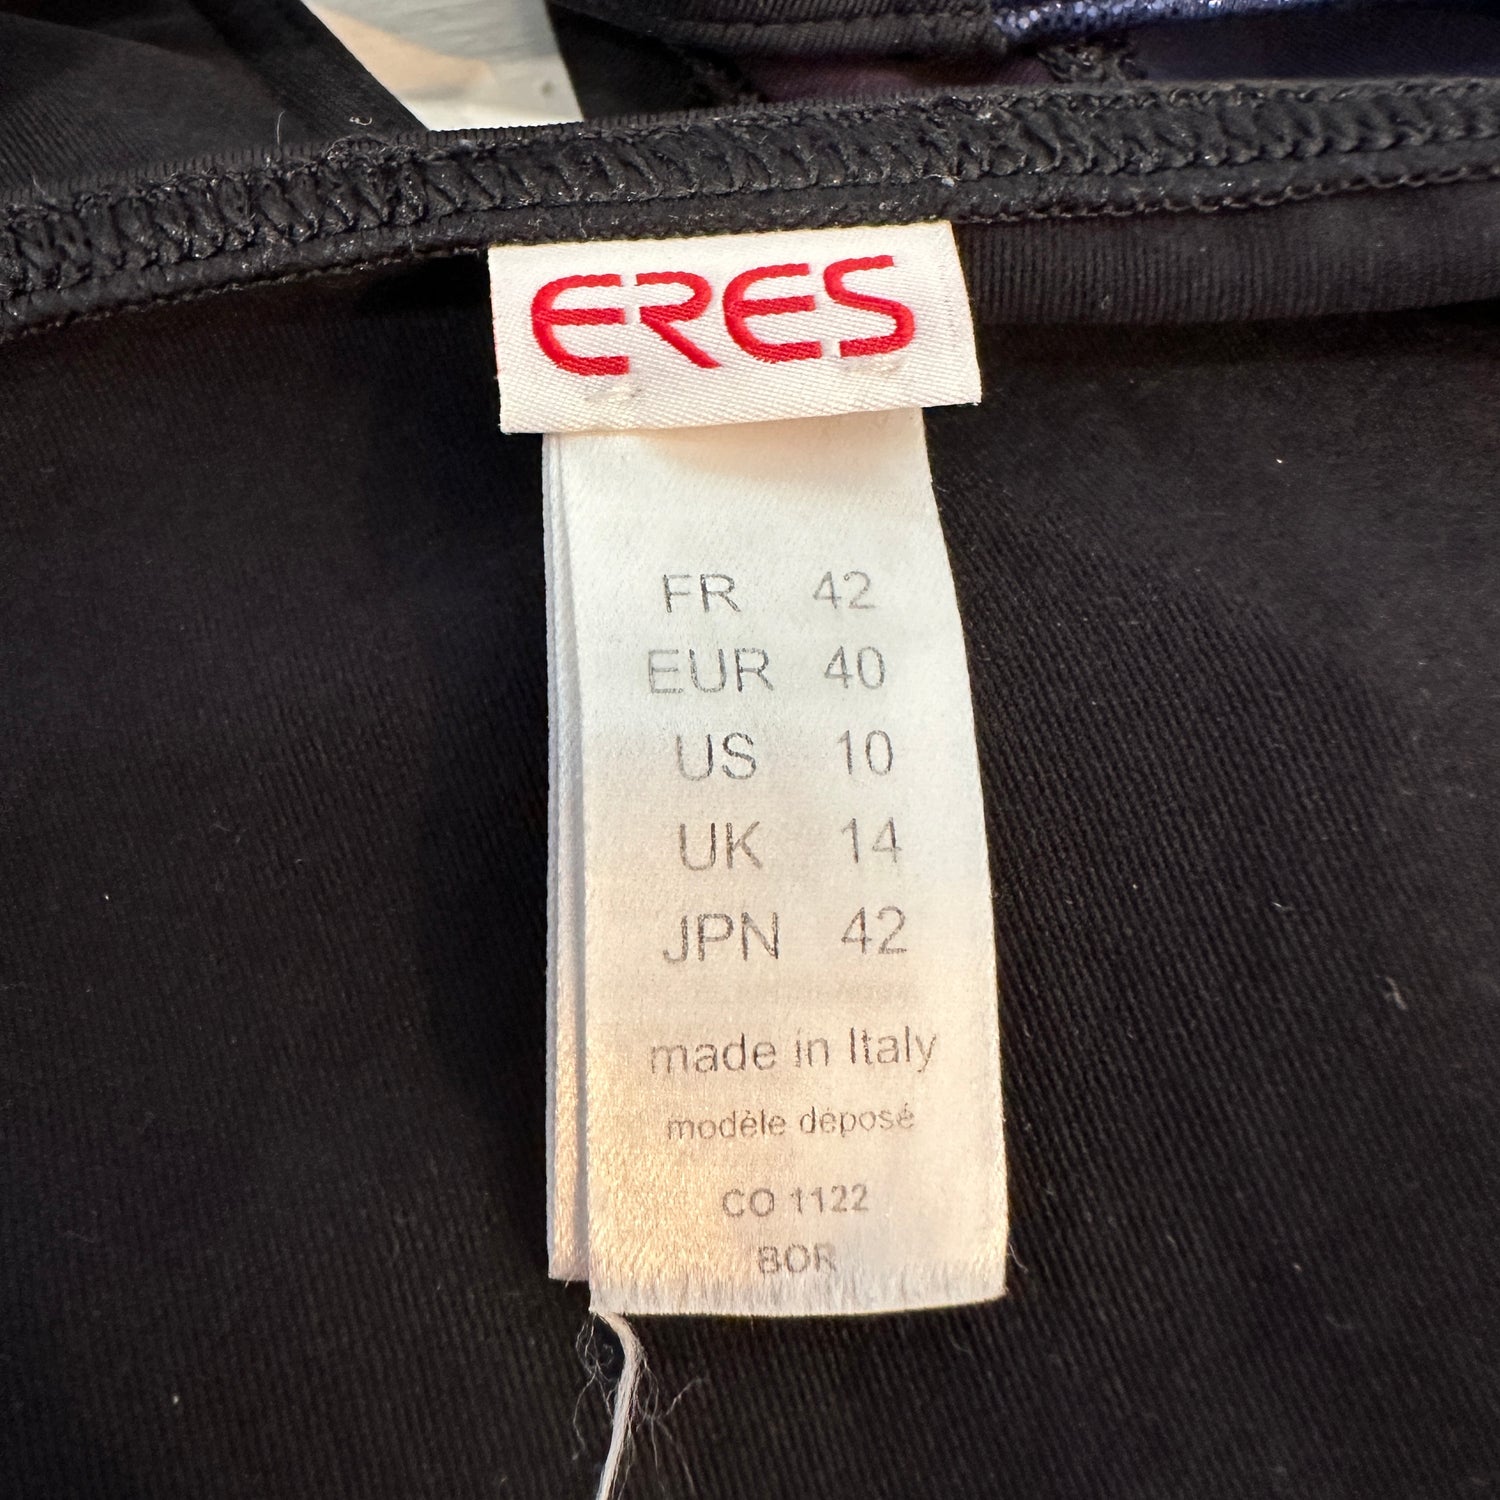 ERES
FR 42
EUR 40
US 10
UK 14
JPN 42
made in Italy
modèle déposé
CO 1122
BOR